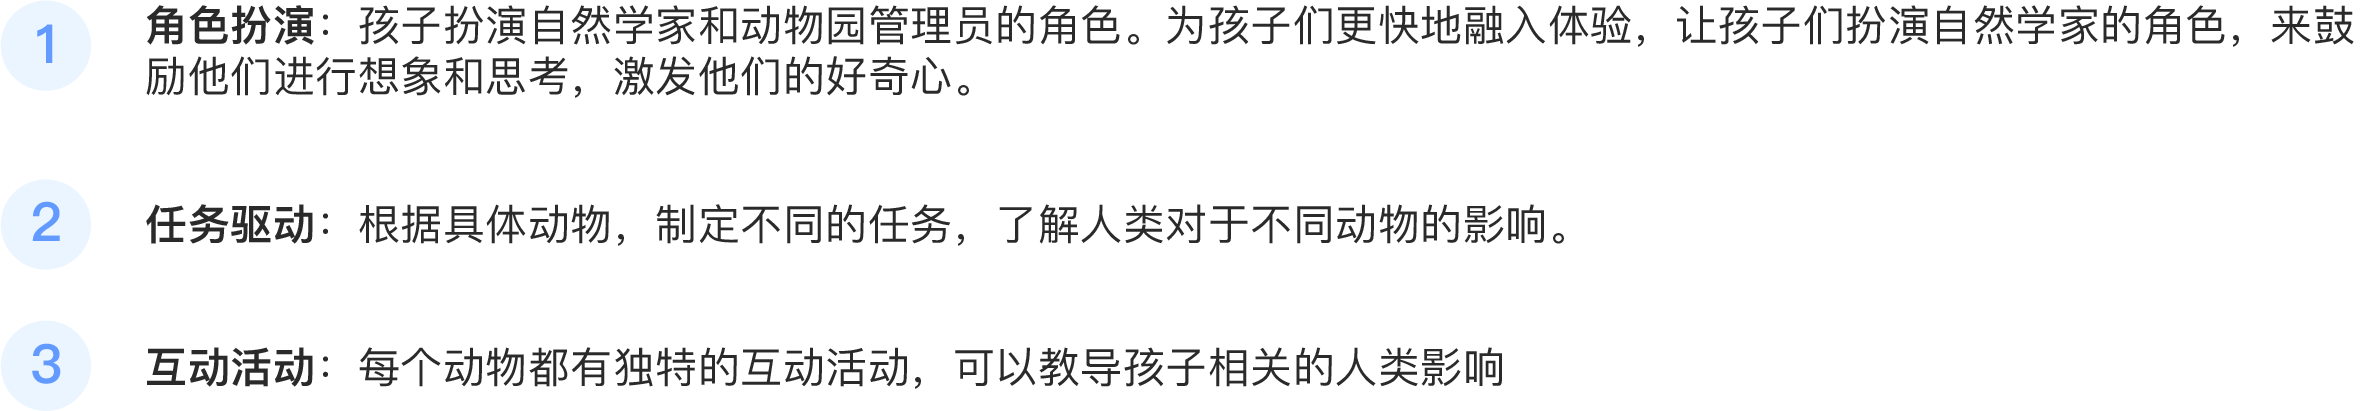 1
角色扮演：孩子扮演自然学家和动物园管理员的角色。为孩子们更快地融入体验，让孩子们扮演自然学家的角色，来鼓
励他们进行想象和思考，激发他们的好奇心。
2
任务驱动：根据具体动物，制定不同的任务，了解人类对于不同动物的影响。
3
互动活动：每个动物都有独特的互动活动，可以教导孩子相关的人类影响